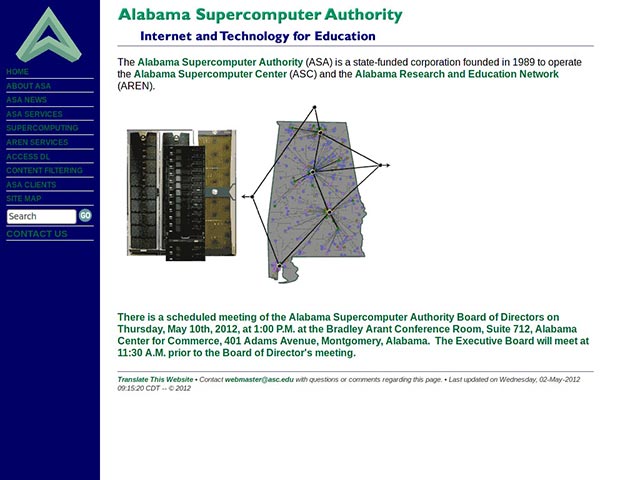 Alabama Supercomputer Authority
Internet and Technology for Education
HOME
ABOUT ASA
ASA NEWS
ASA SERVICES
SUPERCOMPUTING
AREN SERVICES
ACCESS DL
CONTENT FILTERING
ASA CLIENTS
SITE MAP
Search GO
CONTACT US
The Alabama Supercomputer Authority (ASA) is a state-funded corporation founded in 1989 to operate
the Alabama Supercomputer Center (ASC) and the Alabama Research and Education Network
(AREN).
There is a scheduled meeting of the Alabama Supercomputer Authority Board of Directors on
Thursday, May 10th, 2012, at 1:00 P.M. at the Bradley Arant Conference Room, Suite 712, Alabama
Center for Commerce, 401 Adams Avenue, Montgomery, Alabama.  The Executive Board will meet at
11:30 A.M. prior to the Board of Director's meeting.
Translate This Website • Contact webmaster@asc.edu with questions or comments regarding this page. • Last updated on Wednesday, 02-May-2012
09:15:20 CDT -- © 2012